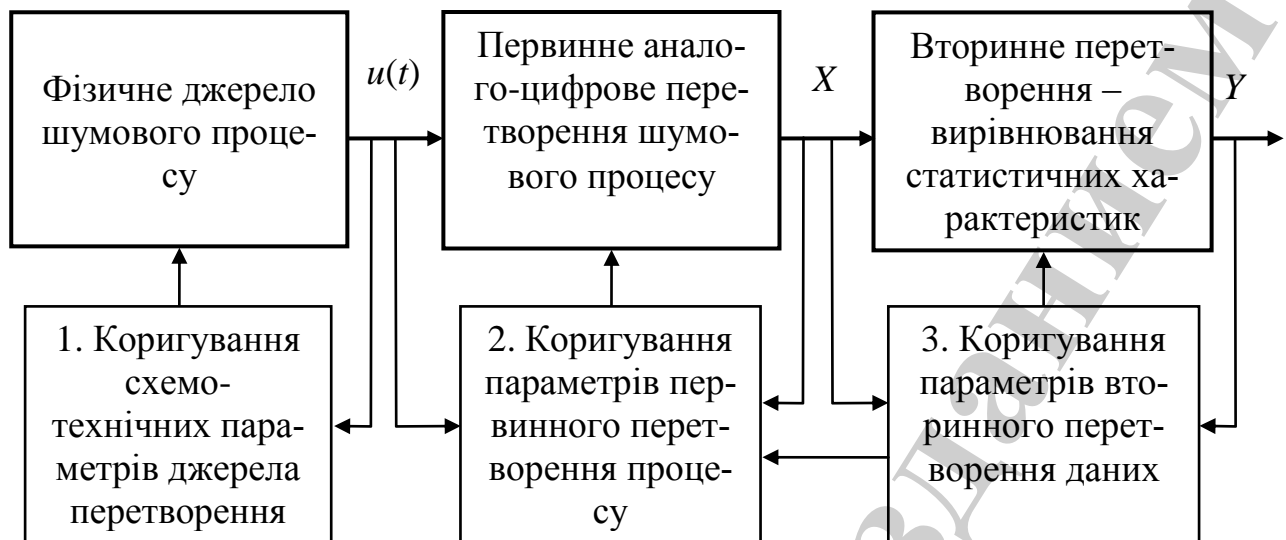 Фізичне джерело
шумового проце-
су
u(t)
Первинне анало-
го-цифрове пере-
творення шумо-
вого процесу
X
Вторинне перет-
ворення –
вирівнювання
статистичних ха-
рактеристик
Y
1. Коригування
схемо-
технічних пара-
метрів джерела
перетворення
2. Коригування
параметрів пер-
винного перет-
ворення проце-
су
3. Коригування
параметрів вто-
ринного перет-
ворення даних
зданием